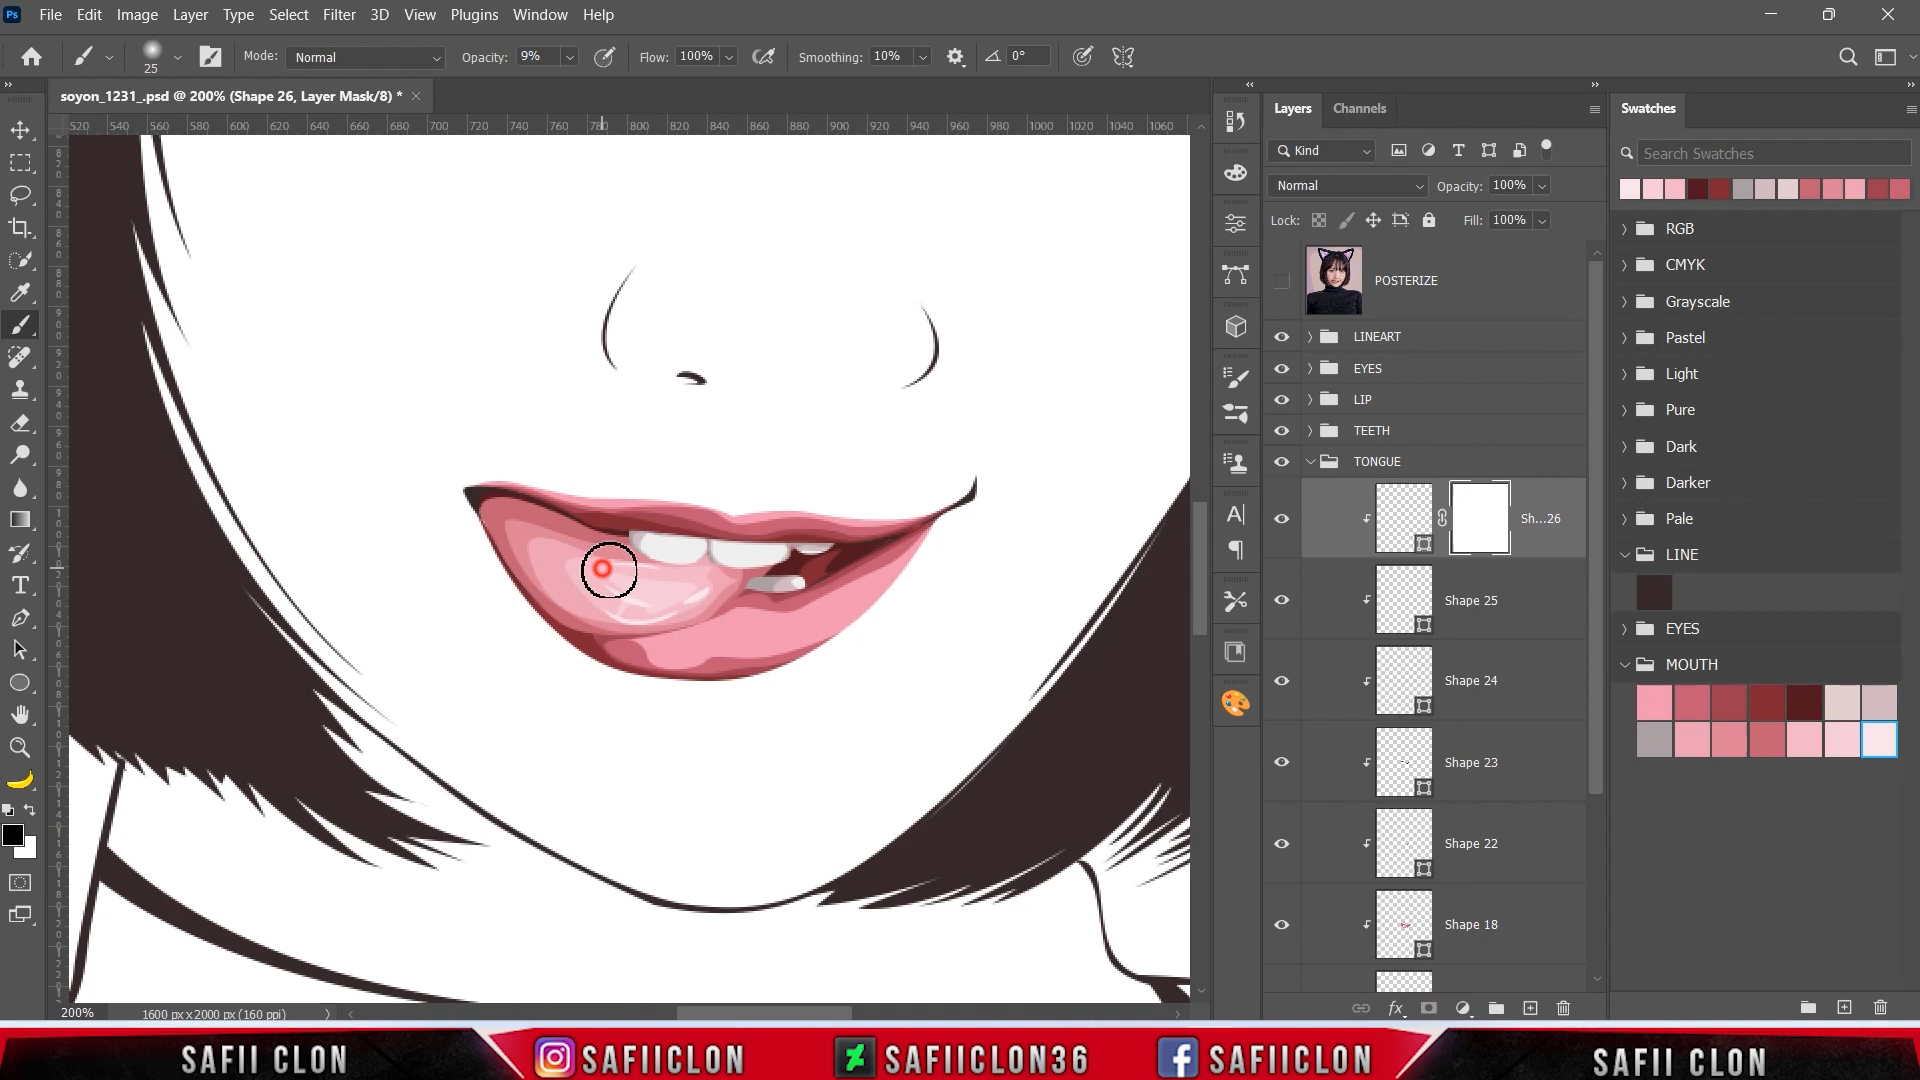 Ps File Edit Image Layer Type Select Filter 3D View Plugins Window Help
25 Mode: Normal Opacity: 9% Flow: 100% Smoothing: 10% 0°
soyon_1231_.psd @ 200% (Shape 26, Layer Mask/8) *
520 540 560 580 600 620 640 660 680 700 720 740 760 780 800 820 840 860 880 900 920 940 960 980 1000 1020 1040 1060
Layers Channels
Kind
Normal Opacity: 100%
Lock: Fill: 100%
POSTERIZE
LINEART
EYES
LIP
TEETH
TONGUE
Sh...26
Shape 25
Shape 24
Shape 23
Shape 22
Shape 18
Swatches
Search Swatches
RGB
CMYK
Grayscale
Pastel
Light
Pure
Dark
Darker
Pale
LINE
EYES
MOUTH
200% 1600 px x 2000 px (160 ppi)
SAFII CLON SAFIICLON SAFIICLON36 SAFIICLON SAFII CLON